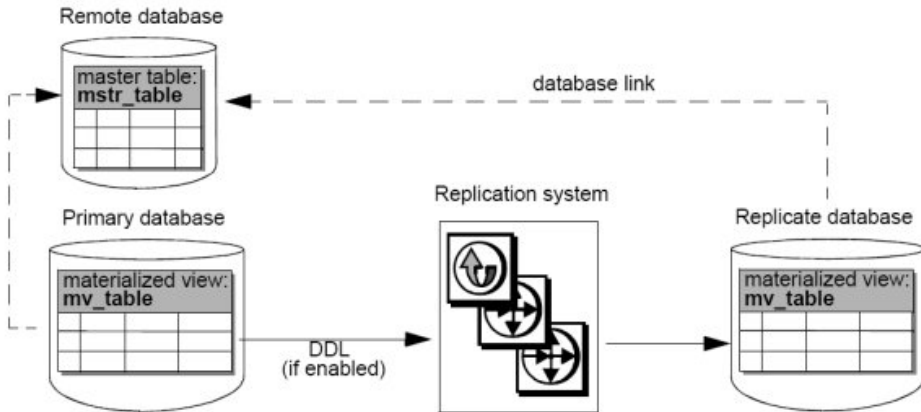 Remote database
master table:
mstr_table
database link
Primary database
materialized view:
mv_table
DDL
(if enabled)
Replication system
Replicate database
materialized view:
mv_table